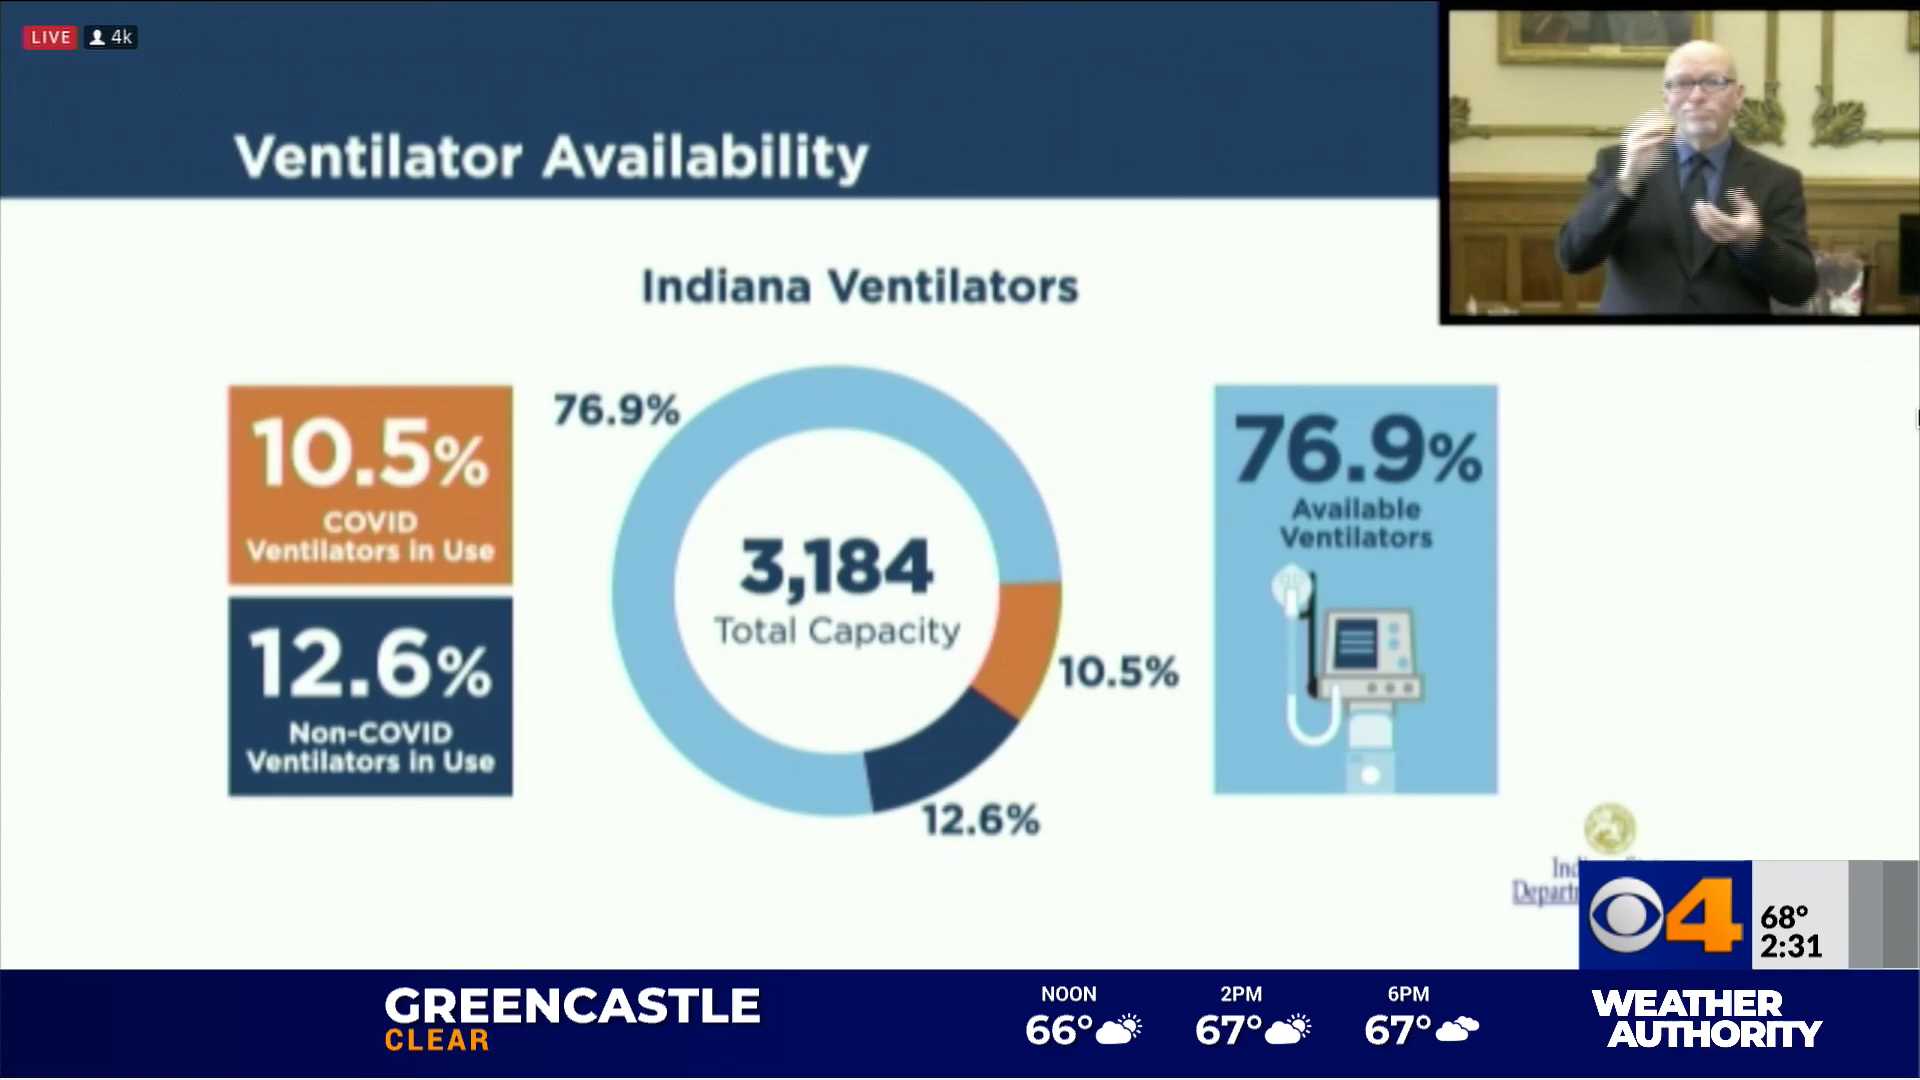 LIVE 4k
Ventilator Availability
Indiana Ventilators
10.5%
COVID
Ventilators in Use
12.6%
Non-COVID
Ventilators in Use
76.9%
3,184
Total Capacity
10.5%
12.6%
76.9%
Available
Ventilators
4
68°
2:31
GREENCASTLE
CLEAR
NOON
66°
2PM
67°
6PM
67°
WEATHER
AUTHORITY